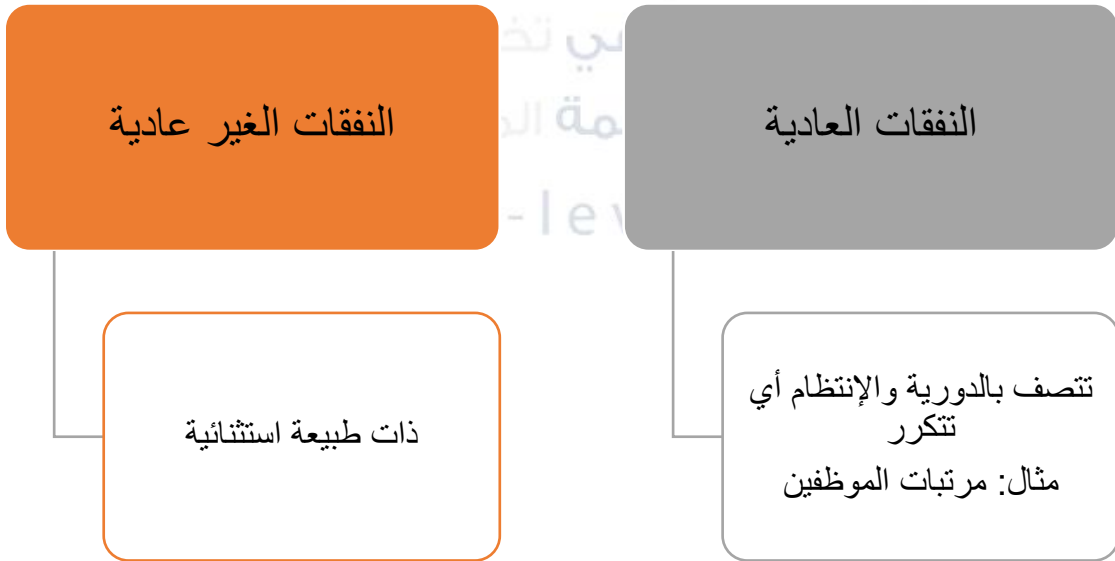 النفقات العادية
النفقات الغير عادية
تتصف بالدورية والإنتظام أي
تتكرر
مثال: مرتبات الموظفين
ذات طبيعة استثنائية